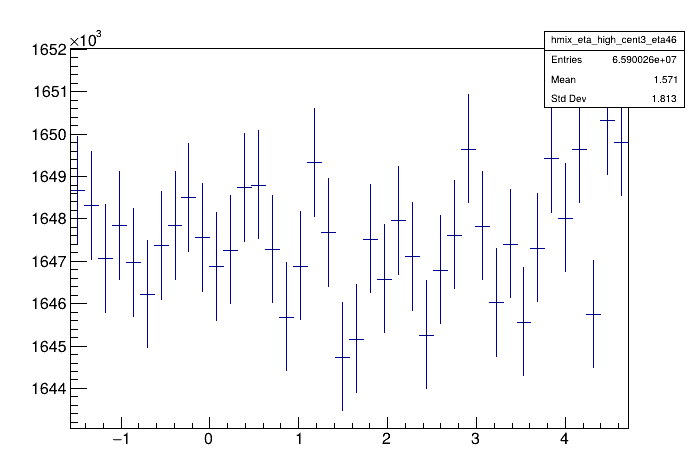 ×10³
hmix_eta_high_cent3_eta46
Entries 6.590026e+07
Mean 1.571
Std Dev 1.813
1652
1651
1650
1649
1648
1647
1646
1645
1644
−1 0 1 2 3 4